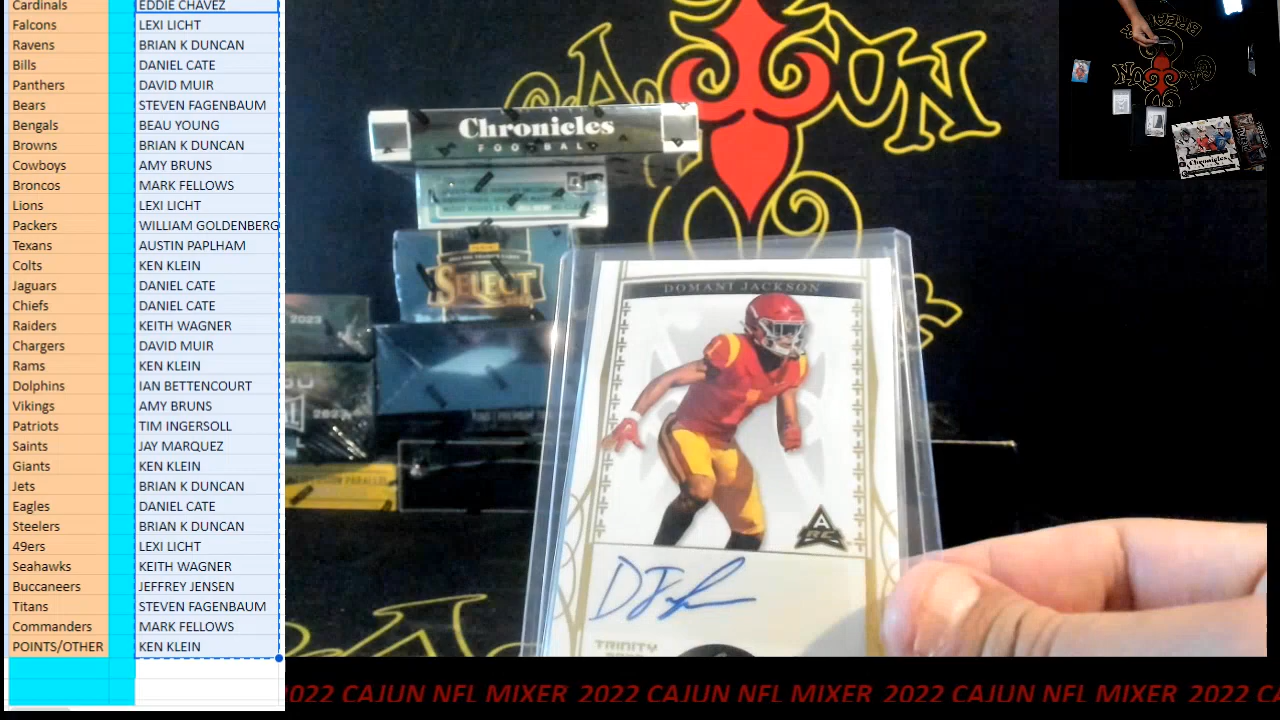 Cardinals EDDIE CHAVEZ
Falcons LEXI LICHT
Ravens BRIAN K DUNCAN
Bills DANIEL CATE
Panthers DAVID MUIR
Bears STEVEN FAGENBAUM
Bengals BEAU YOUNG
Browns BRIAN K DUNCAN
Cowboys AMY BRUNS
Broncos MARK FELLOWS
Lions LEXI LICHT
Packers WILLIAM GOLDENBERG
Texans AUSTIN PAPLHAM
Colts KEN KLEIN
Jaguars DANIEL CATE
Chiefs DANIEL CATE
Raiders KEITH WAGNER
Chargers DAVID MUIR
Rams KEN KLEIN
Dolphins IAN BETTENCOURT
Vikings AMY BRUNS
Patriots TIM INGERSOLL
Saints JAY MARQUEZ
Giants KEN KLEIN
Jets BRIAN K DUNCAN
Eagles DANIEL CATE
Steelers BRIAN K DUNCAN
49ers LEXI LICHT
Seahawks KEITH WAGNER
Buccaneers JEFFREY JENSEN
Titans STEVEN FAGENBAUM
Commanders MARK FELLOWS
POINTS/OTHER KEN KLEIN
Chronicles
FOOTBALL
SELECT
2023
DOMANI JACKSON
A
RC
TRINITY
Chronicles
2022 CAJUN NFL MIXER 2022 CAJUN NFL MIXER 2022 CAJUN NFL MIXER 2022 CA